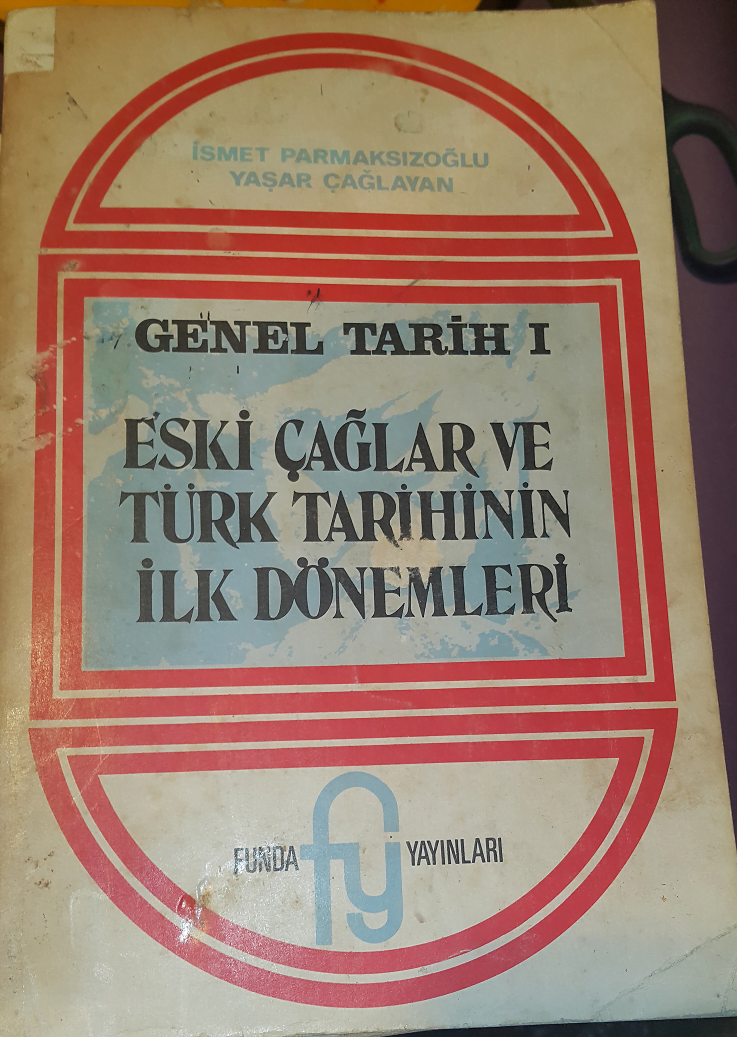 İSMET PARMAKSIZOĞLU
YAŞAR ÇAĞLAYAN
GENEL TARİH I
ESKİ ÇAĞLAR VE
TÜRK TARİHİNİN
İLK DÖNEMLERİ
FUNDA fy YAYINLARI